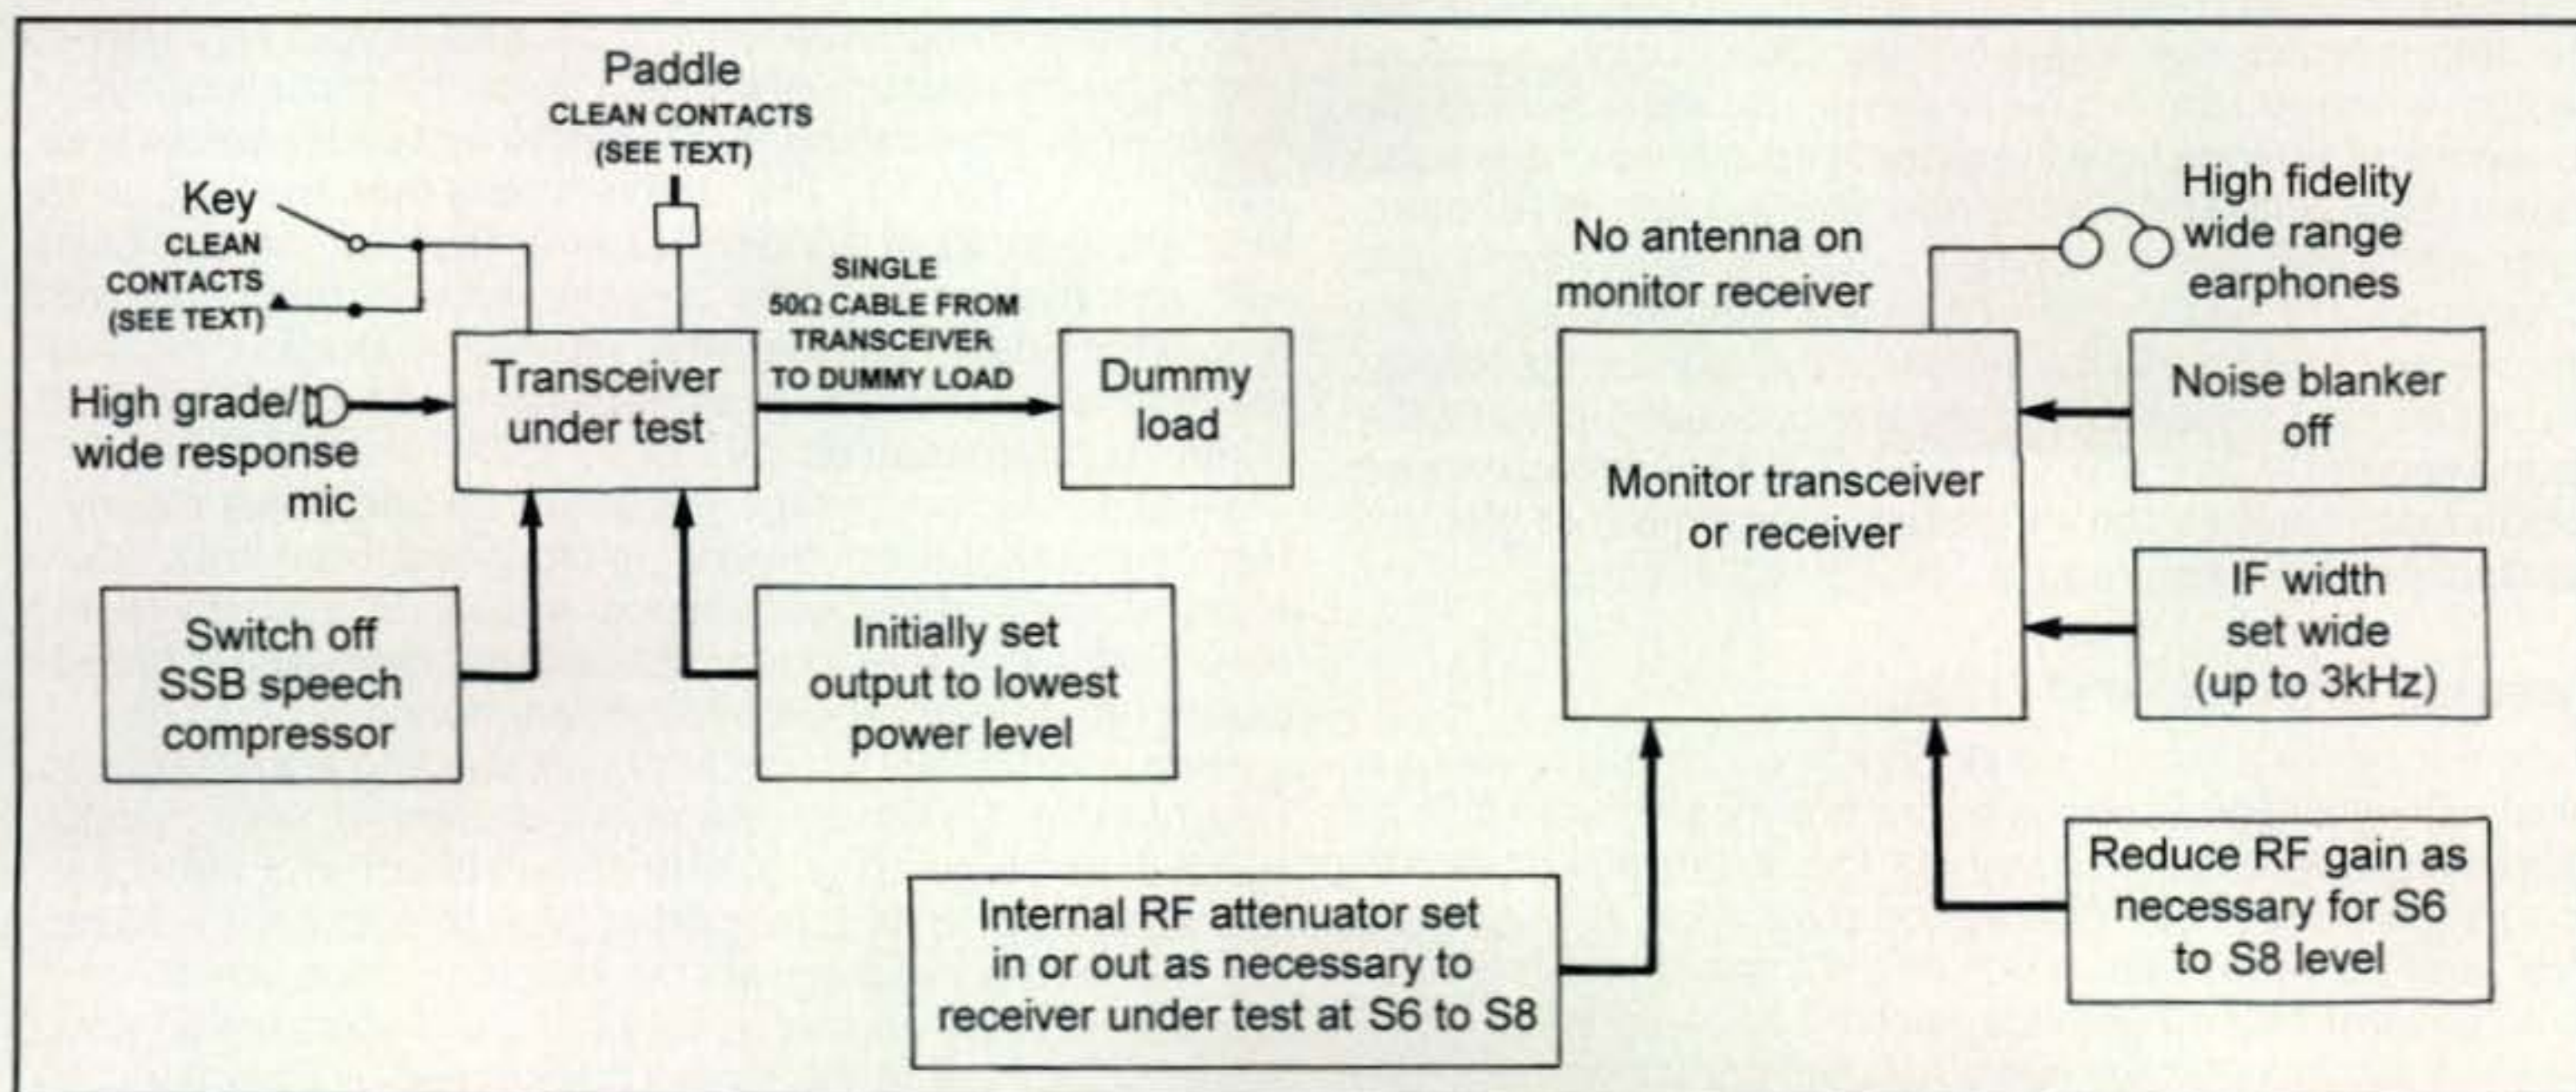 Paddle
CLEAN CONTACTS
(SEE TEXT)
Key
CLEAN
CONTACTS
(SEE TEXT)
SINGLE
50Ω CABLE FROM
TRANSCEIVER
TO DUMMY LOAD
High grade/
wide response
mic
Transceiver
under test
Dummy
load
Switch off
SSB speech
compressor
Initially set
output to lowest
power level
No antenna on
monitor receiver
High fidelity
wide range
earphones
Monitor transceiver
or receiver
Noise blanker
off
IF width
set wide
(up to 3kHz)
Internal RF attenuator set
in or out as necessary to
receiver under test at S6 to S8
Reduce RF gain as
necessary for S6
to S8 level